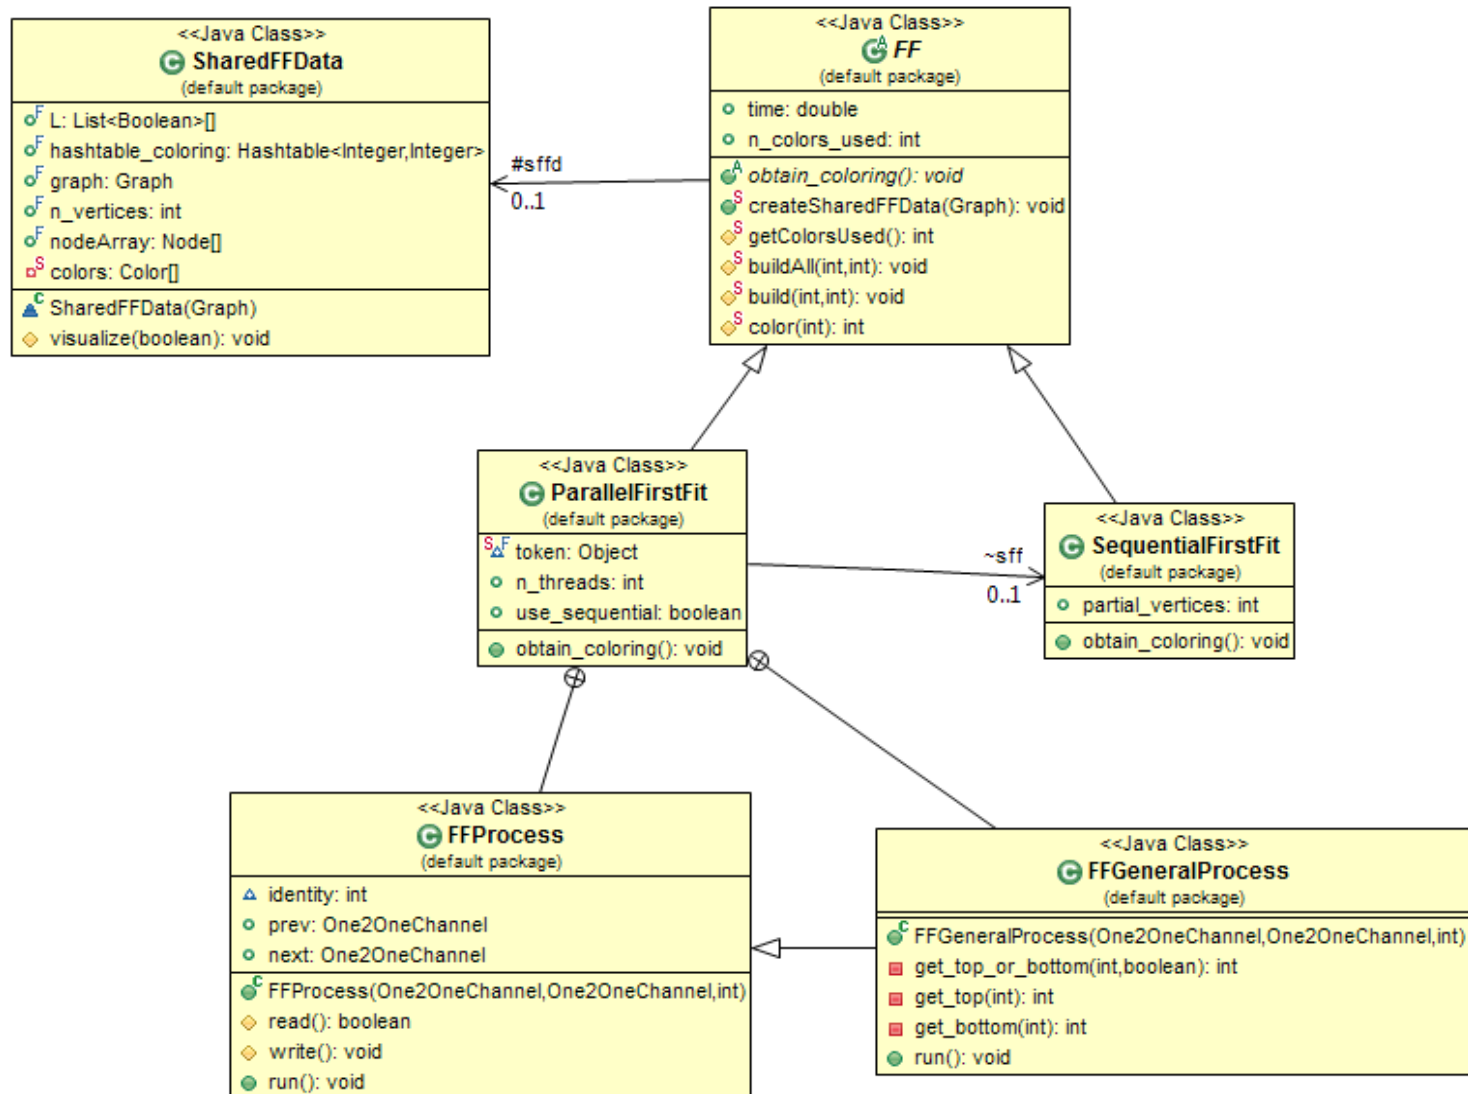 <<Java Class>>
SharedFFData
(default package)
L: List<Boolean>[]
hashtable_coloring: Hashtable<Integer,Integer>
graph: Graph
n_vertices: int
nodeArray: Node[]
colors: Color[]
SharedFFData(Graph)
visualize(boolean): void
#sffd
0..1
<<Java Class>>
FF
(default package)
time: double
n_colors_used: int
obtain_coloring(): void
createSharedFFData(Graph): void
getColorsUsed(): int
buildAll(int,int): void
build(int,int): void
color(int): int
<<Java Class>>
ParallelFirstFit
(default package)
token: Object
n_threads: int
use_sequential: boolean
obtain_coloring(): void
~sff
0..1
<<Java Class>>
SequentialFirstFit
(default package)
partial_vertices: int
obtain_coloring(): void
<<Java Class>>
FFProcess
(default package)
identity: int
prev: One2OneChannel
next: One2OneChannel
FFProcess(One2OneChannel,One2OneChannel,int)
read(): boolean
write(): void
run(): void
<<Java Class>>
FFGeneralProcess
(default package)
FFGeneralProcess(One2OneChannel,One2OneChannel,int)
get_top_or_bottom(int,boolean): int
get_top(int): int
get_bottom(int): int
run(): void